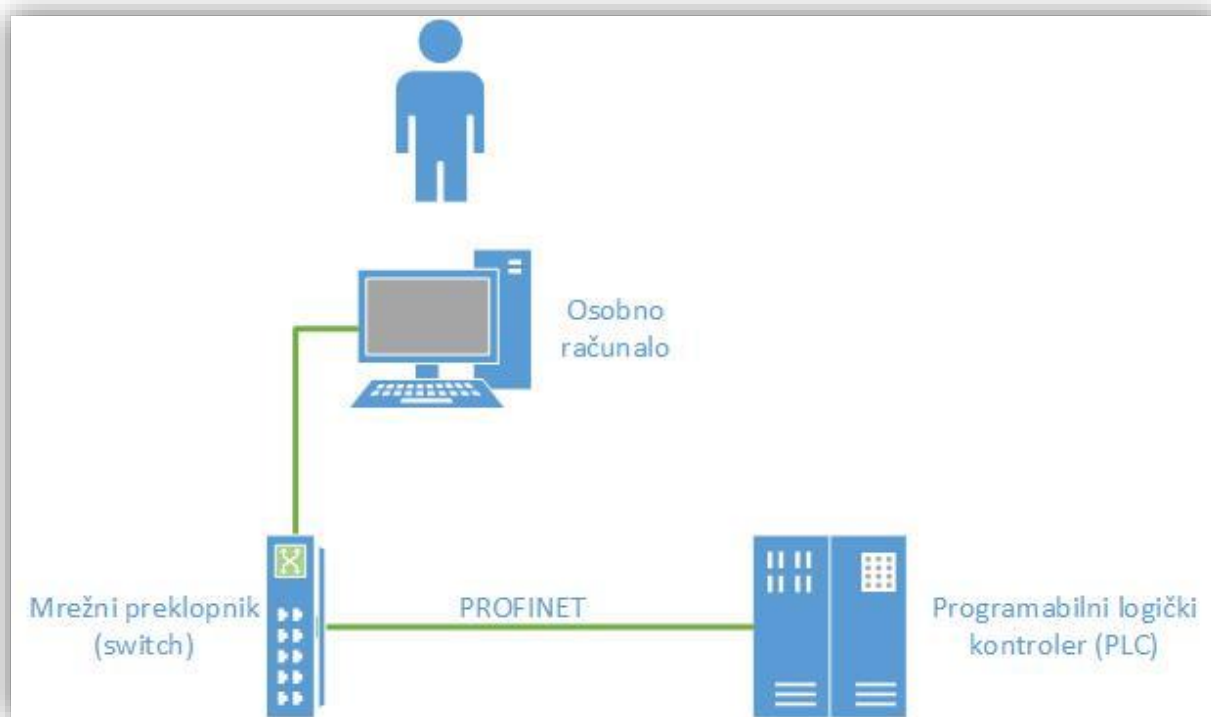 Osobno
računalo
Mrežni preklopnik
(switch)
PROFINET
Programabilni logički
kontroler (PLC)